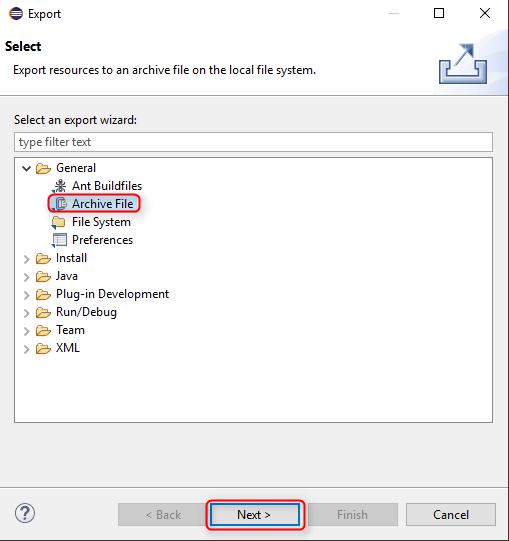 Export
Select
Export resources to an archive file on the local file system.
Select an export wizard:
type filter text
General
Ant Buildfiles
Archive File
File System
Preferences
Install
Java
Plug-in Development
Run/Debug
Team
XML
?
< Back
Next >
Finish
Cancel